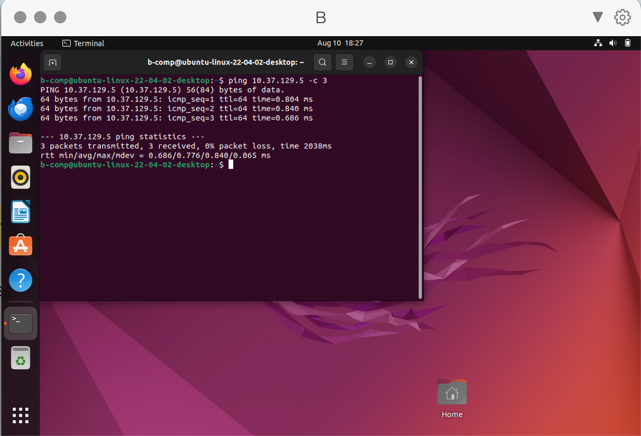 B
Activities
Terminal
Aug 10 18:27
b-comp@ubuntu-linux-22-04-02-desktop: ~
b-comp@ubuntu-linux-22-04-02-desktop:~$ ping 10.37.129.5 -c 3
PING 10.37.129.5 (10.37.129.5) 56(84) bytes of data.
64 bytes from 10.37.129.5: icmp_seq=1 ttl=64 time=0.804 ms
64 bytes from 10.37.129.5: icmp_seq=2 ttl=64 time=0.840 ms
64 bytes from 10.37.129.5: icmp_seq=3 ttl=64 time=0.686 ms
--- 10.37.129.5 ping statistics ---
3 packets transmitted, 3 received, 0% packet loss, time 2038ms
rtt min/avg/max/mdev = 0.686/0.776/0.840/0.065 ms
b-comp@ubuntu-linux-22-04-02-desktop:~$
Home